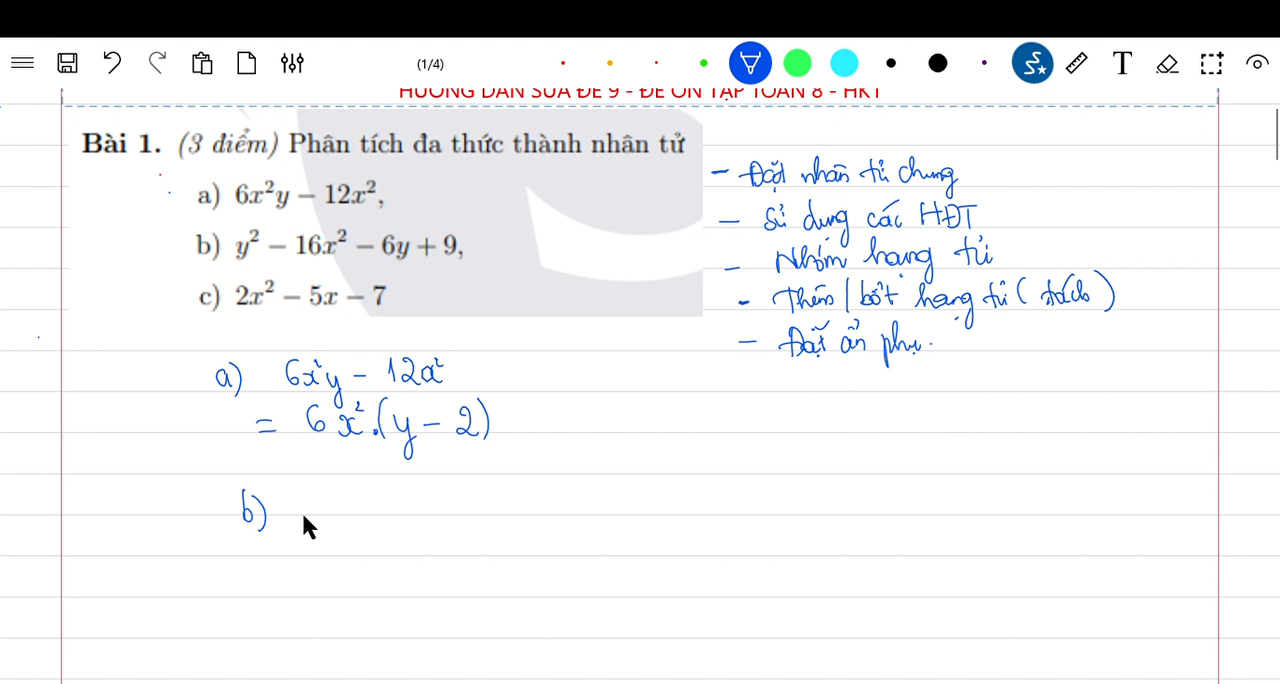 (1/4)
T
HƯỚNG DẪN SỬA ĐỀ 9 - ĐỀ ÔN TẬP TOÁN 8 - HK1
Bài 1. (3 điểm) Phân tích đa thức thành nhân tử
a) 6x²y − 12x²,
b) y² − 16x² − 6y + 9,
c) 2x² − 5x − 7
- Đặt nhân tử chung
- Sử dụng các HĐT
- Nhóm hạng tử
- Thêm / bớt hạng tử ( tách )
- Đặt ẩn phụ.
a) 6x²y − 12x²
= 6x².(y − 2)
b)